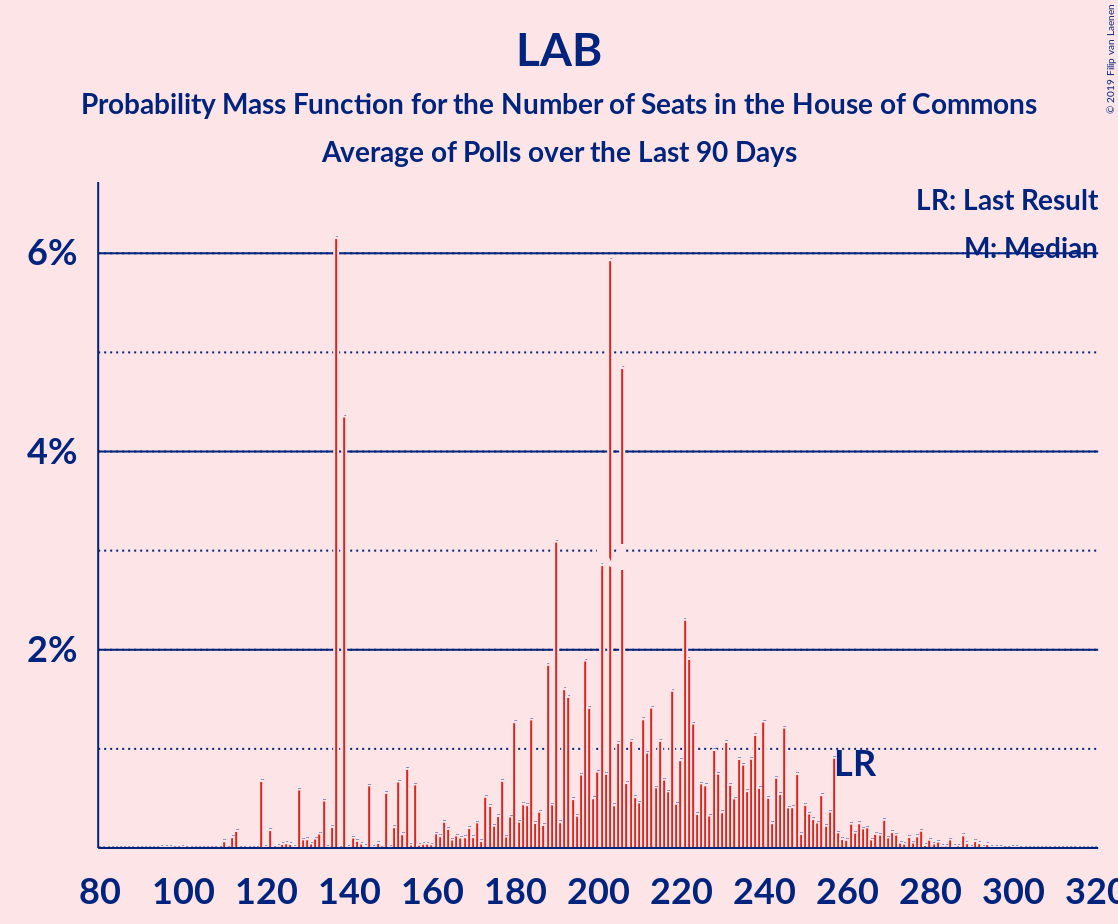 LAB
Probability Mass Function for the Number of Seats in the House of Commons
Average of Polls over the Last 90 Days
© 2019 Filip van Laenen
LR: Last Result
M: Median
6%
4%
2%
LR
80 100 120 140 160 180 200 220 240 260 280 300 320